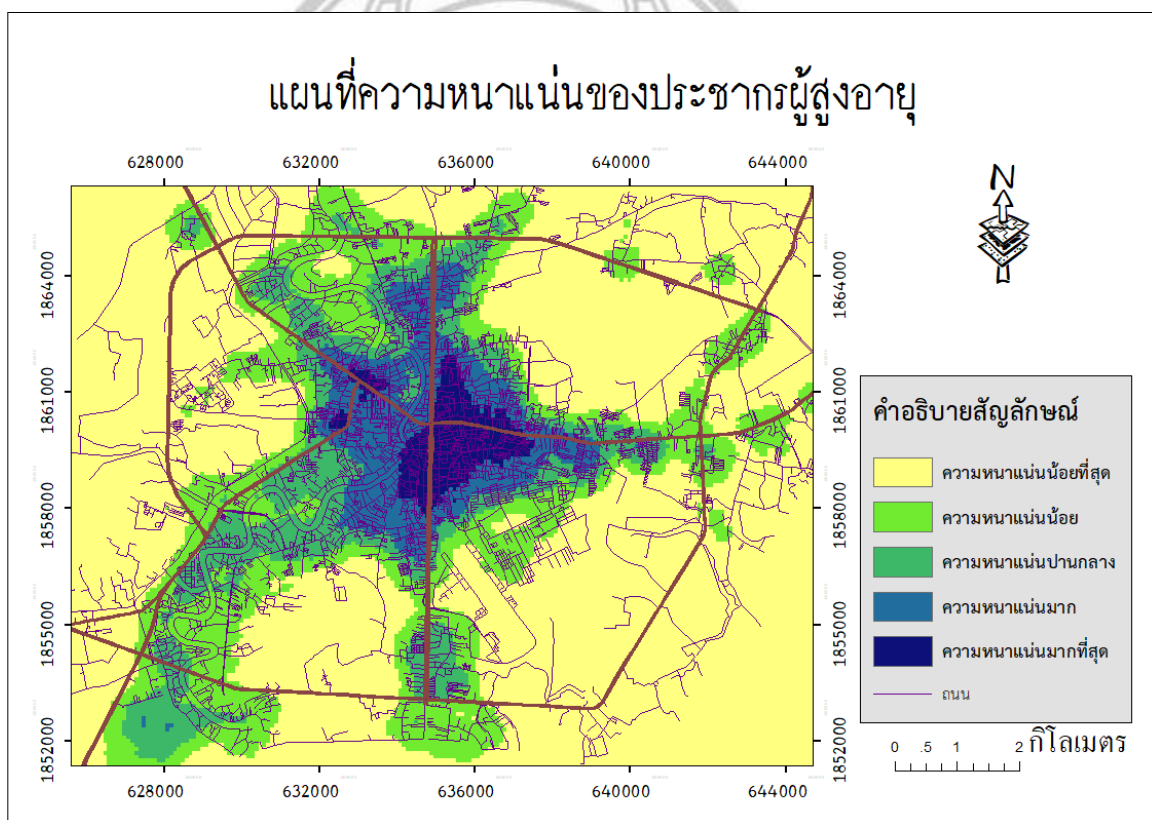 แผนที่ความหนาแน่นของประชากรผู้สูงอายุ
628000 632000 636000 640000 644000
N
1864000 1864000
1861000 1861000
คำอธิบายสัญลักษณ์
ความหนาแน่นน้อยที่สุด
1858000 1858000
ความหนาแน่นน้อย
ความหนาแน่นปานกลาง
ความหนาแน่นมาก
1855000 1855000
ความหนาแน่นมากที่สุด
ถนน
1852000 1852000
0 .5 1 2 กิโลเมตร
628000 632000 636000 640000 644000